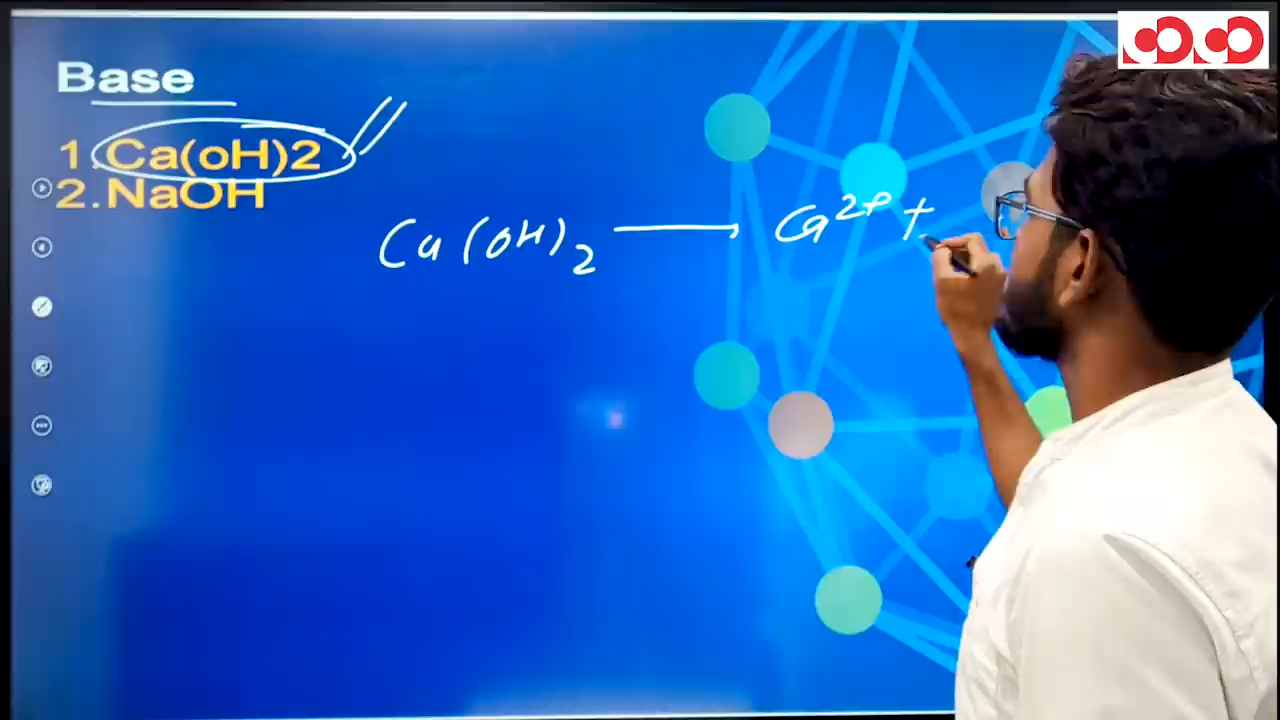 Base
1.Ca(oH)2
2.NaOH
Ca(OH)₂ → Ca²⁺ +